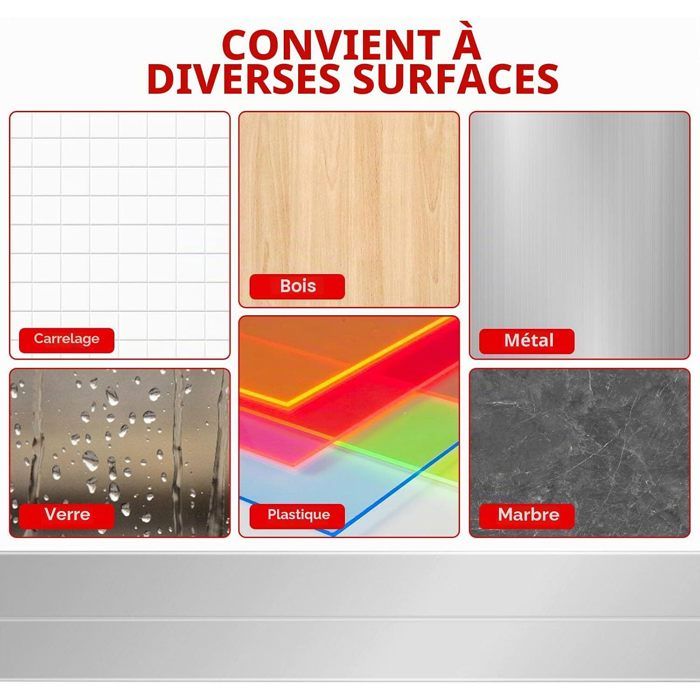 CONVIENT À
DIVERSES SURFACES
Carrelage
Bois
Métal
Verre
Plastique
Marbre